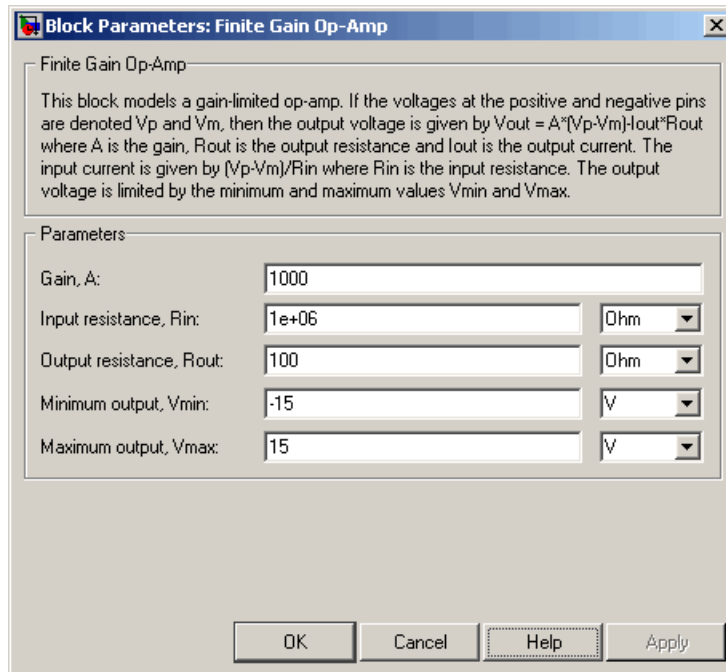 Block Parameters: Finite Gain Op-Amp
Finite Gain Op-Amp
This block models a gain-limited op-amp. If the voltages at the positive and negative pins
are denoted Vp and Vm, then the output voltage is given by Vout = A*(Vp-Vm)-Iout*Rout
where A is the gain, Rout is the output resistance and Iout is the output current. The
input current is given by (Vp-Vm)/Rin where Rin is the input resistance. The output
voltage is limited by the minimum and maximum values Vmin and Vmax.
Parameters
Gain, A: 1000
Input resistance, Rin: 1e+06 Ohm
Output resistance, Rout: 100 Ohm
Minimum output, Vmin: -15 V
Maximum output, Vmax: 15 V
OK Cancel Help Apply